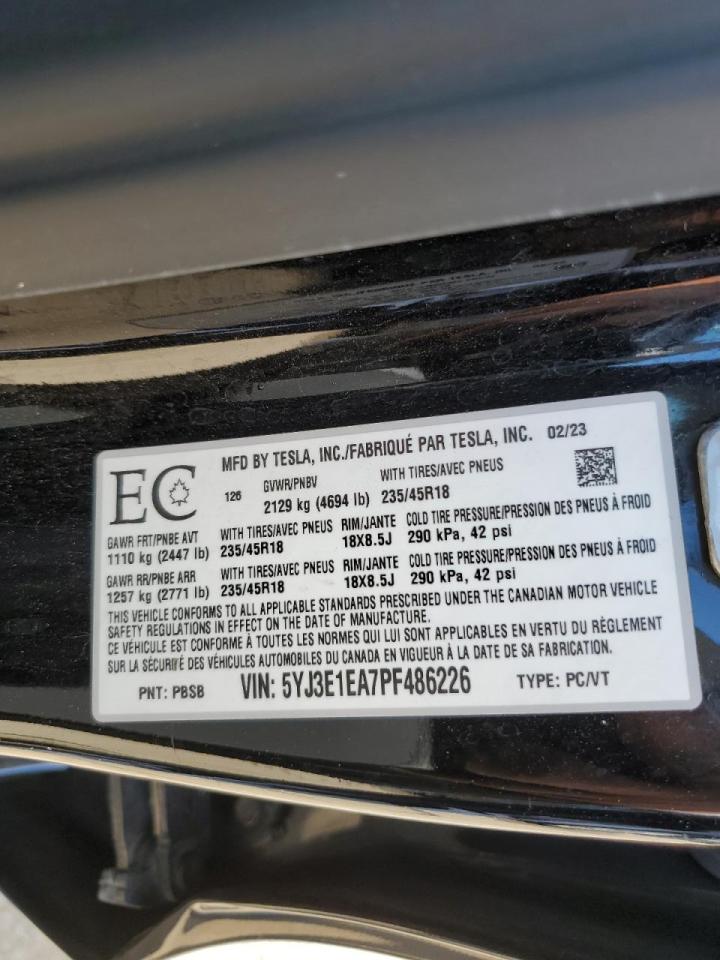 MFD BY TESLA, INC./FABRIQUÉ PAR TESLA, INC. 02/23
EC
126
GVWR/PNBV
2129 kg (4694 lb)
WITH TIRES/AVEC PNEUS
235/45R18
GAWR FRT/PNBE AVT
1110 kg (2447 lb)
WITH TIRES/AVEC PNEUS
235/45R18
RIM/JANTE
18X8.5J
COLD TIRE PRESSURE/PRESSION DES PNEUS À FROID
290 kPa, 42 psi
GAWR RR/PNBE ARR
1257 kg (2771 lb)
WITH TIRES/AVEC PNEUS
235/45R18
RIM/JANTE
18X8.5J
COLD TIRE PRESSURE/PRESSION DES PNEUS À FROID
290 kPa, 42 psi
THIS VEHICLE CONFORMS TO ALL APPLICABLE STANDARDS PRESCRIBED UNDER THE CANADIAN MOTOR VEHICLE
SAFETY REGULATIONS IN EFFECT ON THE DATE OF MANUFACTURE.
CE VÉHICULE EST CONFORME À TOUTES LES NORMES QUI LUI SONT APPLICABLES EN VERTU DU RÈGLEMENT
SUR LA SÉCURITÉ DES VÉHICULES AUTOMOBILES DU CANADA EN VIGUEUR À LA DATE DE SA FABRICATION.
PNT: PBSB VIN: 5YJ3E1EA7PF486226 TYPE: PC/VT